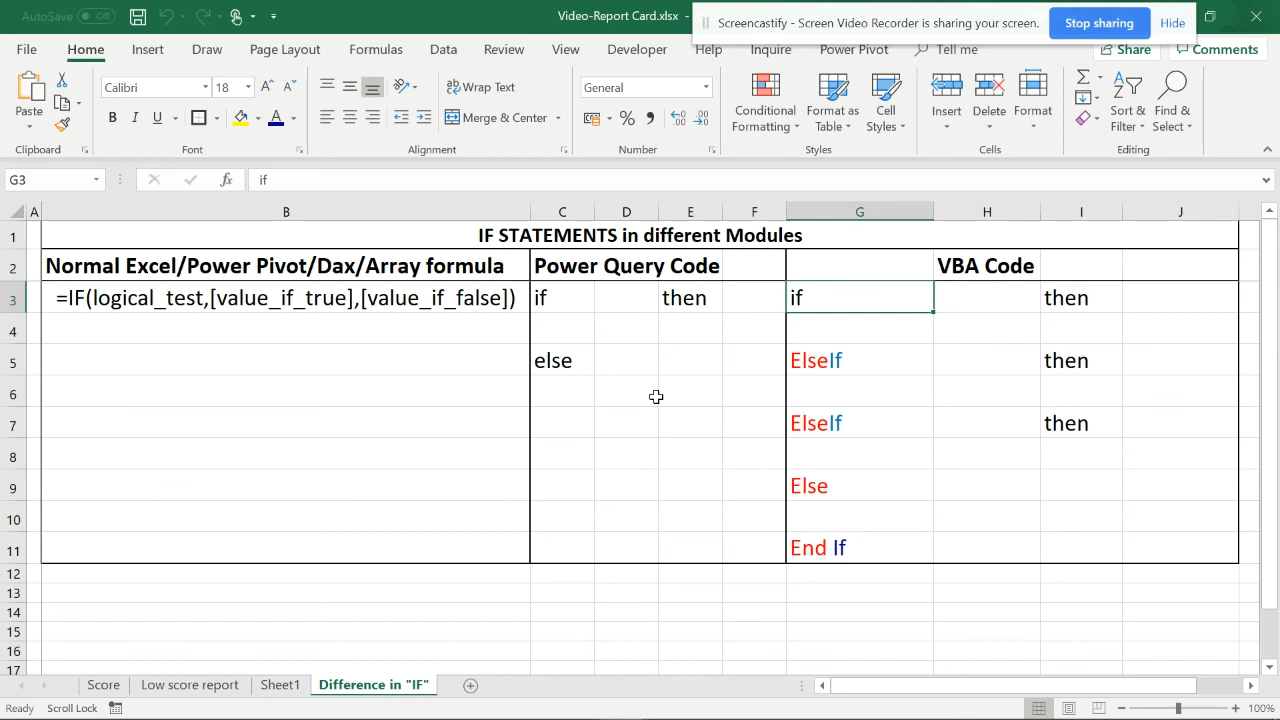 AutoSave Off
Video-Report Card.xlsx -
Screencastify - Screen Video Recorder is sharing your screen.
Stop sharing
Hide
File Home Insert Draw Page Layout Formulas Data Review View Developer Help Inquire Power Pivot Tell me
Share
Comments
Calibri 18
Wrap Text
General
Paste
B I U
Merge & Center
Conditional Formatting
Format as Table
Cell Styles
Insert
Delete
Format
Sort & Filter
Find & Select
Clipboard Font Alignment Number Styles Cells Editing
G3 fx if
A B C D E F G H I J
1 IF STATEMENTS in different Modules
2 Normal Excel/Power Pivot/Dax/Array formula Power Query Code VBA Code
3 =IF(logical_test,[value_if_true],[value_if_false]) if then if then
4
5 else ElseIf then
6
7 ElseIf then
8
9 Else
10
11 End If
12
13
14
15
16
17
Score Low score report Sheet1 Difference in "IF"
Ready Scroll Lock 100%